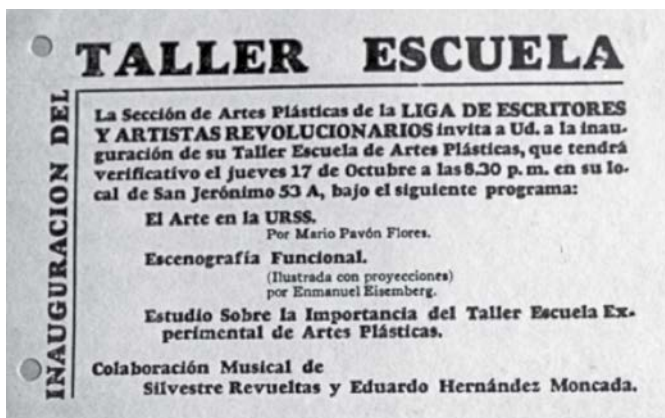 INAUGURACION DEL
TALLER ESCUELA
La Sección de Artes Plásticas de la LIGA DE ESCRITORES
Y ARTISTAS REVOLUCIONARIOS invita a Ud. a la inau-
guración de su Taller Escuela de Artes Plásticas, que tendrá
verificativo el jueves 17 de Octubre a las 8.30 p. m. en su lo-
cal de San Jerónimo 53 A, bajo el siguiente programa:
El Arte en la URSS.
Por Mario Pavón Flores.
Escenografía Funcional.
(Ilustrada con proyecciones)
por Enmanuel Eisemberg.
Estudio Sobre la Importancia del Taller Escuela Ex-
perimental de Artes Plásticas.
Colaboración Musical de
Silvestre Revueltas y Eduardo Hernández Moncada.